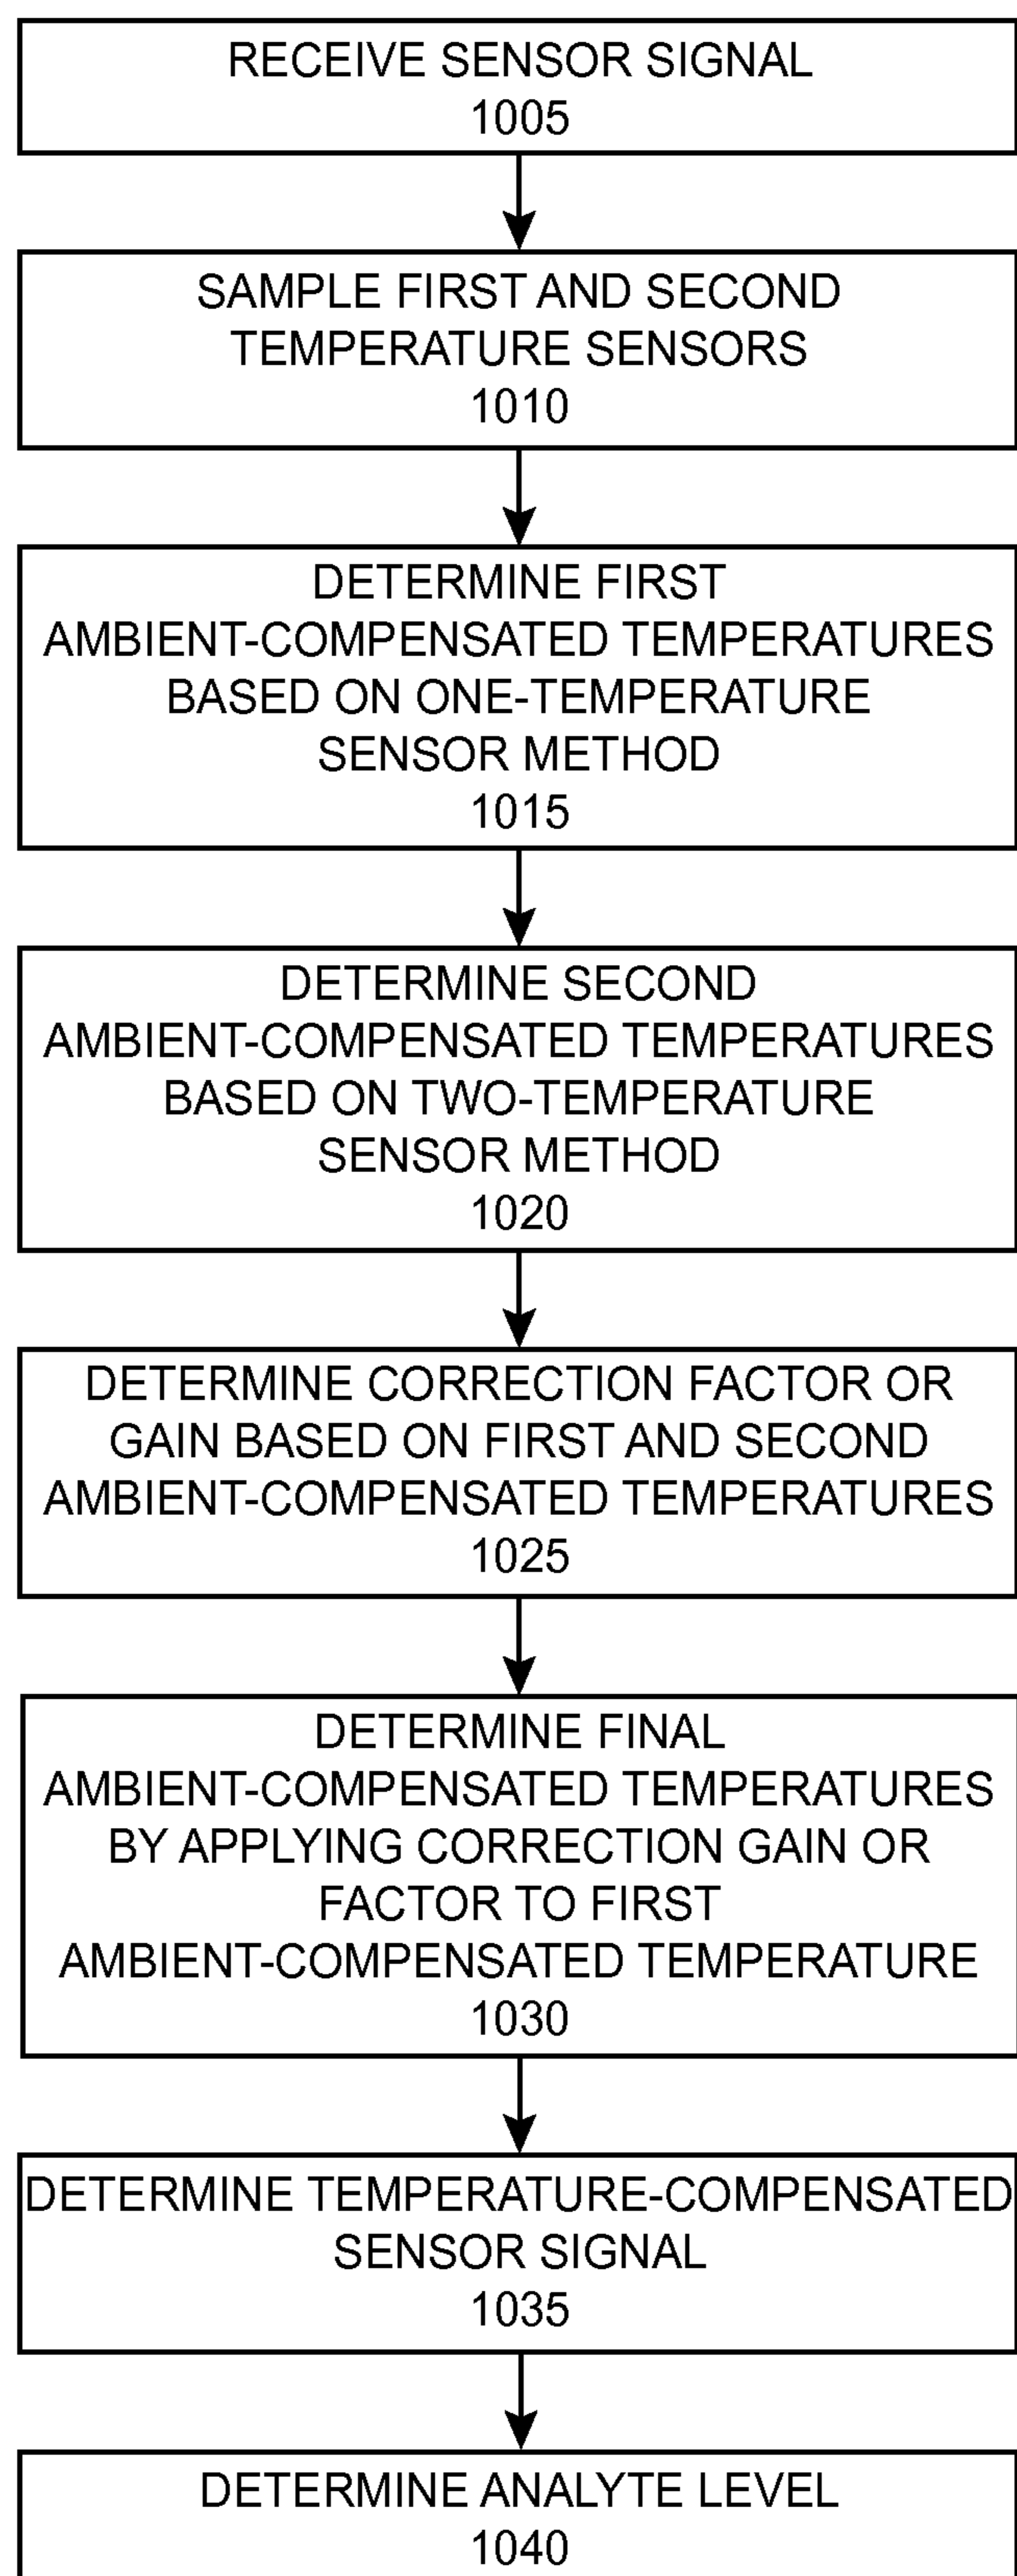 RECEIVE SENSOR SIGNAL
1005
SAMPLE FIRST AND SECOND
TEMPERATURE SENSORS
1010
DETERMINE FIRST
AMBIENT-COMPENSATED TEMPERATURES
BASED ON ONE-TEMPERATURE
SENSOR METHOD
1015
DETERMINE SECOND
AMBIENT-COMPENSATED TEMPERATURES
BASED ON TWO-TEMPERATURE
SENSOR METHOD
1020
DETERMINE CORRECTION FACTOR OR
GAIN BASED ON FIRST AND SECOND
AMBIENT-COMPENSATED TEMPERATURES
1025
DETERMINE FINAL
AMBIENT-COMPENSATED TEMPERATURES
BY APPLYING CORRECTION GAIN OR
FACTOR TO FIRST
AMBIENT-COMPENSATED TEMPERATURE
1030
DETERMINE TEMPERATURE-COMPENSATED
SENSOR SIGNAL
1035
DETERMINE ANALYTE LEVEL
1040